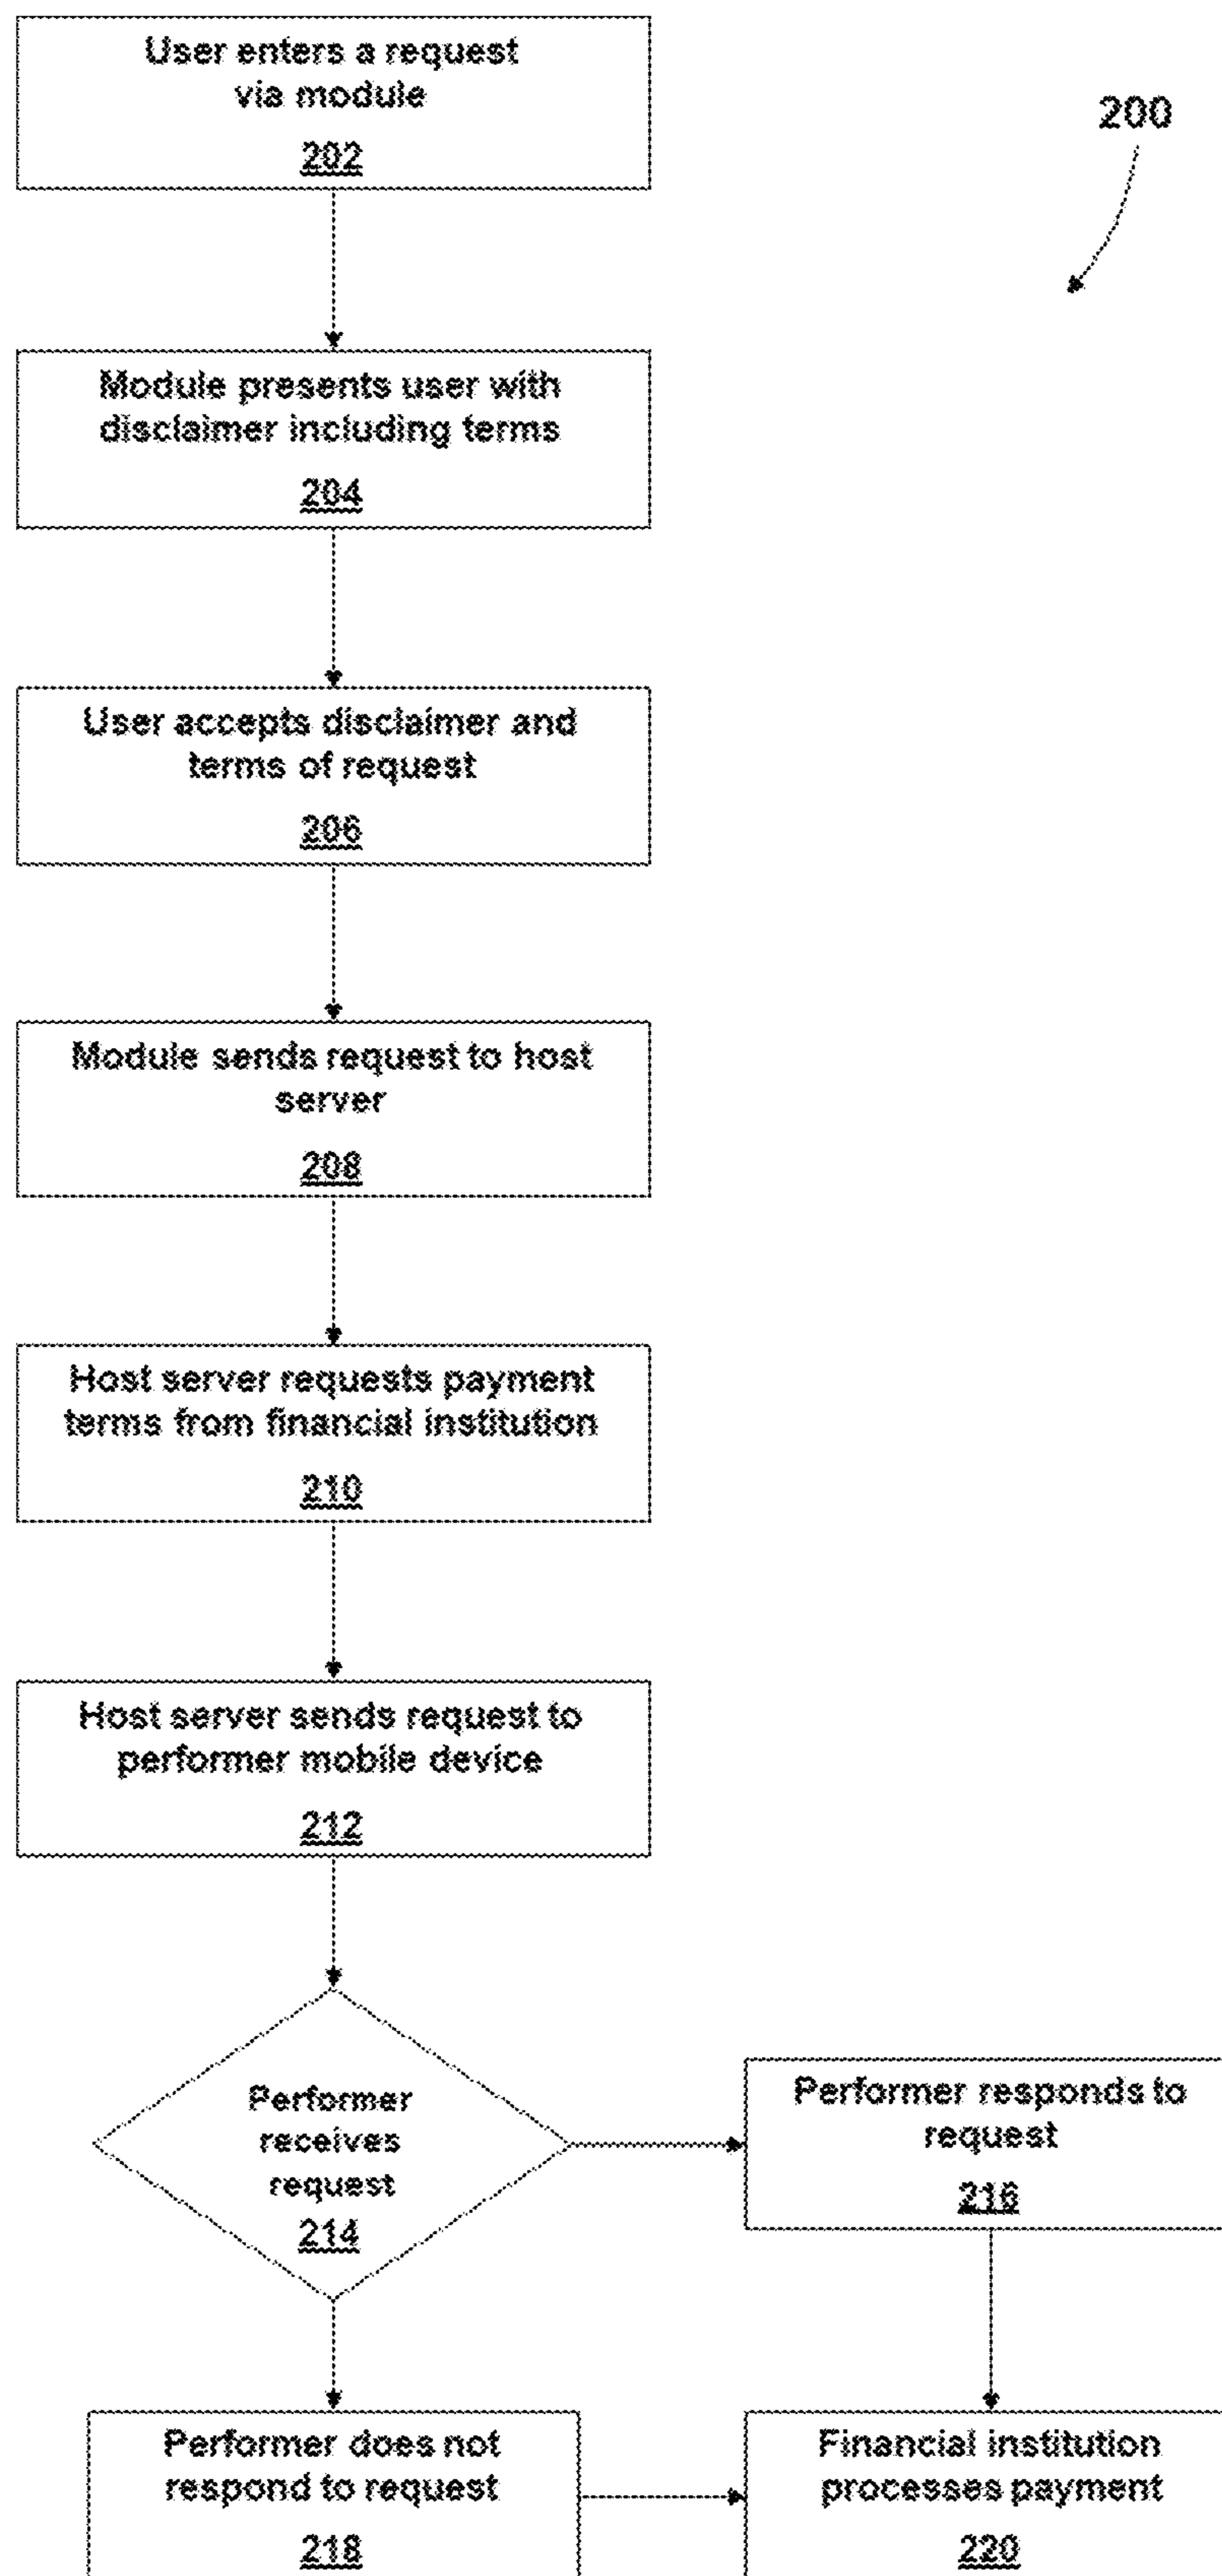 User enters a request
via module
202
200
Module presents user with
disclaimer including terms
204
User accepts disclaimer and
terms of request
206
Module sends request to host
server
208
Host server requests payment
terms from financial institution
210
Host server sends request to
performer mobile device
212
Performer
receives
request
214
Performer responds to
request
216
Performer does not
respond to request
218
Financial institution
processes payment
220